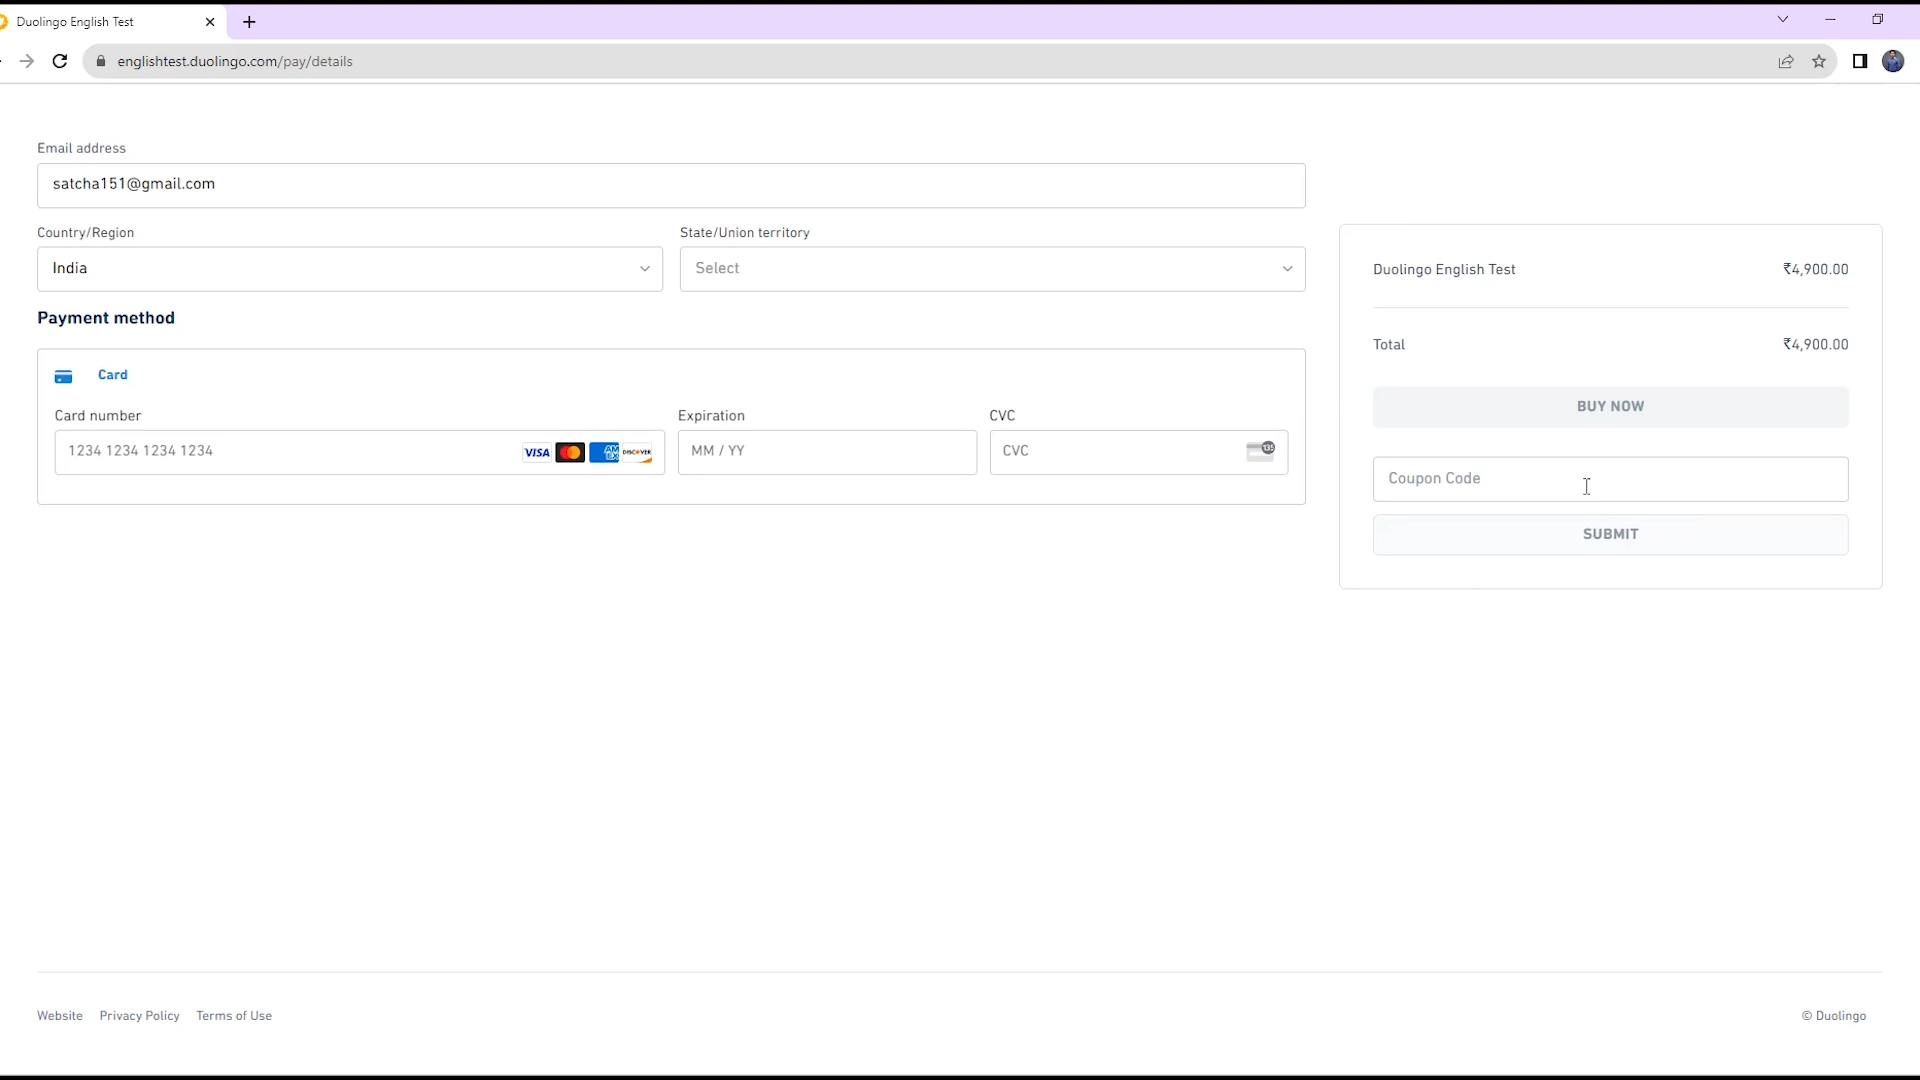 Duolingo English Test
englishtest.duolingo.com/pay/details
Email address
satcha151@gmail.com
Country/Region
State/Union territory
India
Select
Payment method
Card
Card number
Expiration
CVC
1234 1234 1234 1234
VISA
AM
EX
DISCOVER
MM / YY
CVC
135
Duolingo English Test
₹4,900.00
Total
₹4,900.00
BUY NOW
Coupon Code
SUBMIT
Website
Privacy Policy
Terms of Use
© Duolingo